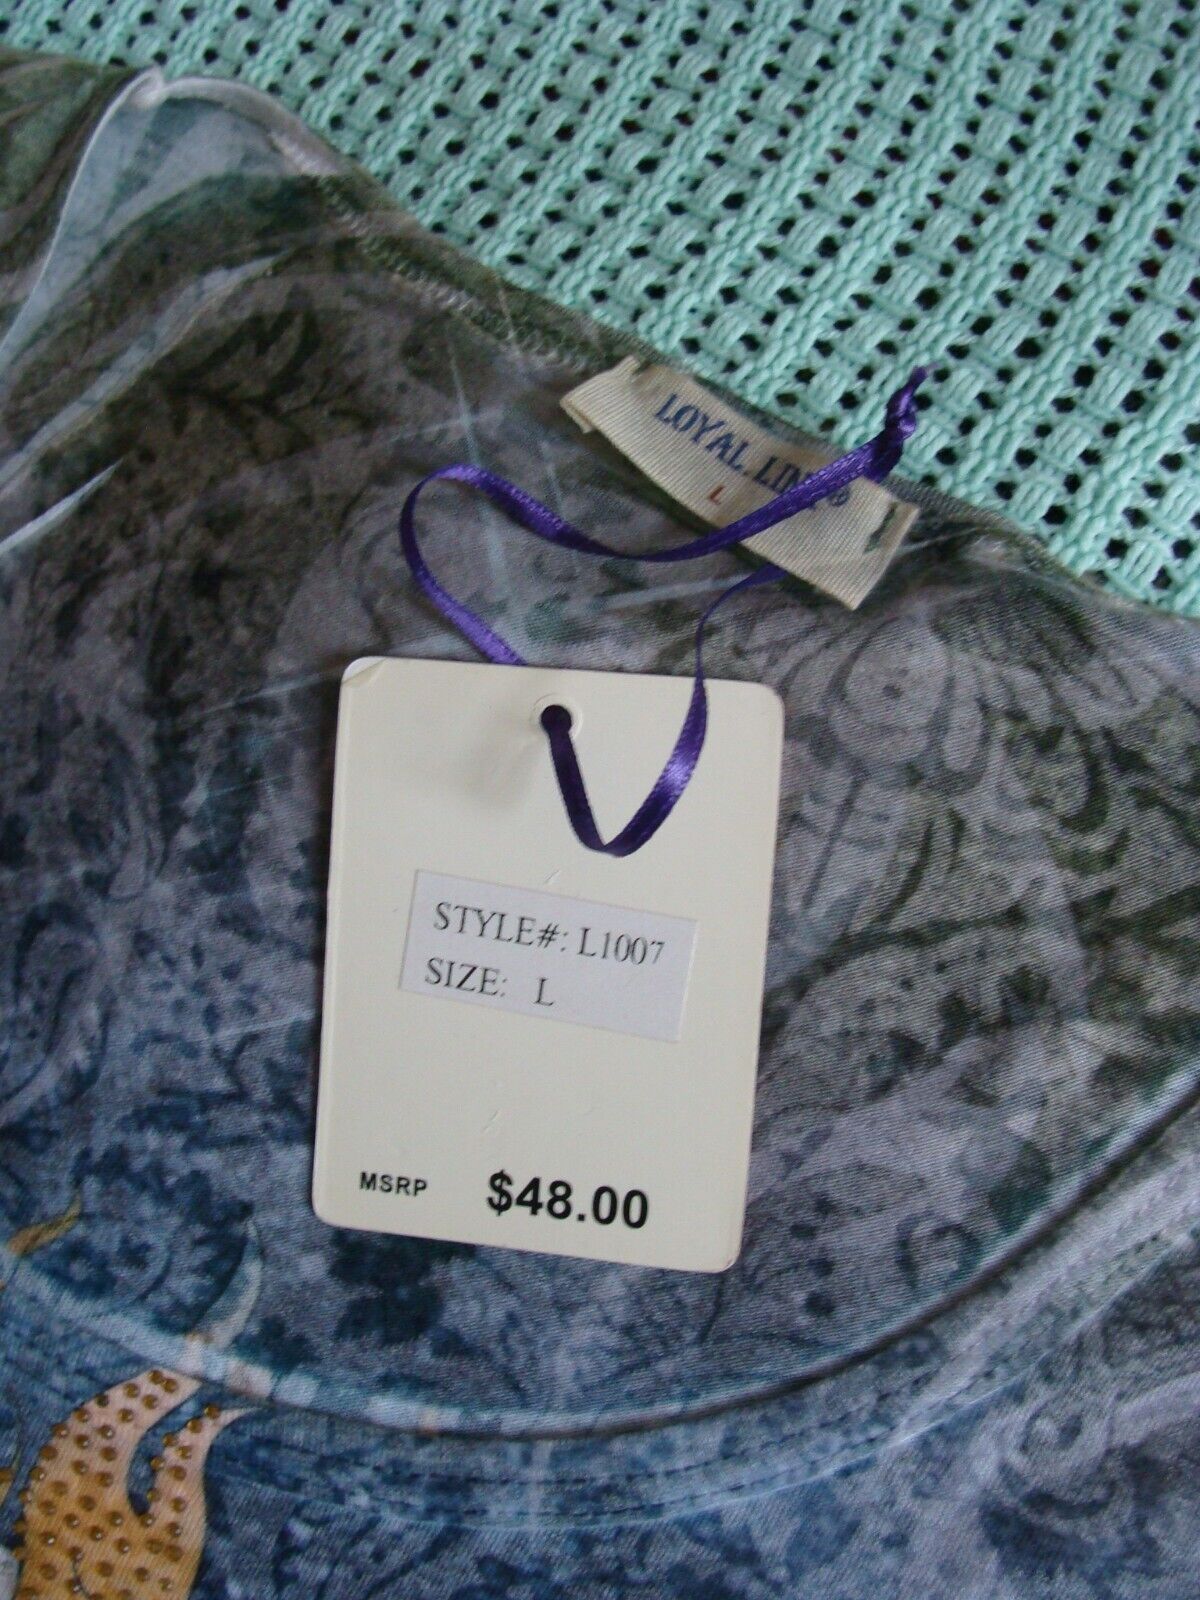 LOYAL
L
STYLE#: L1007
SIZE: L
MSRP $48.00